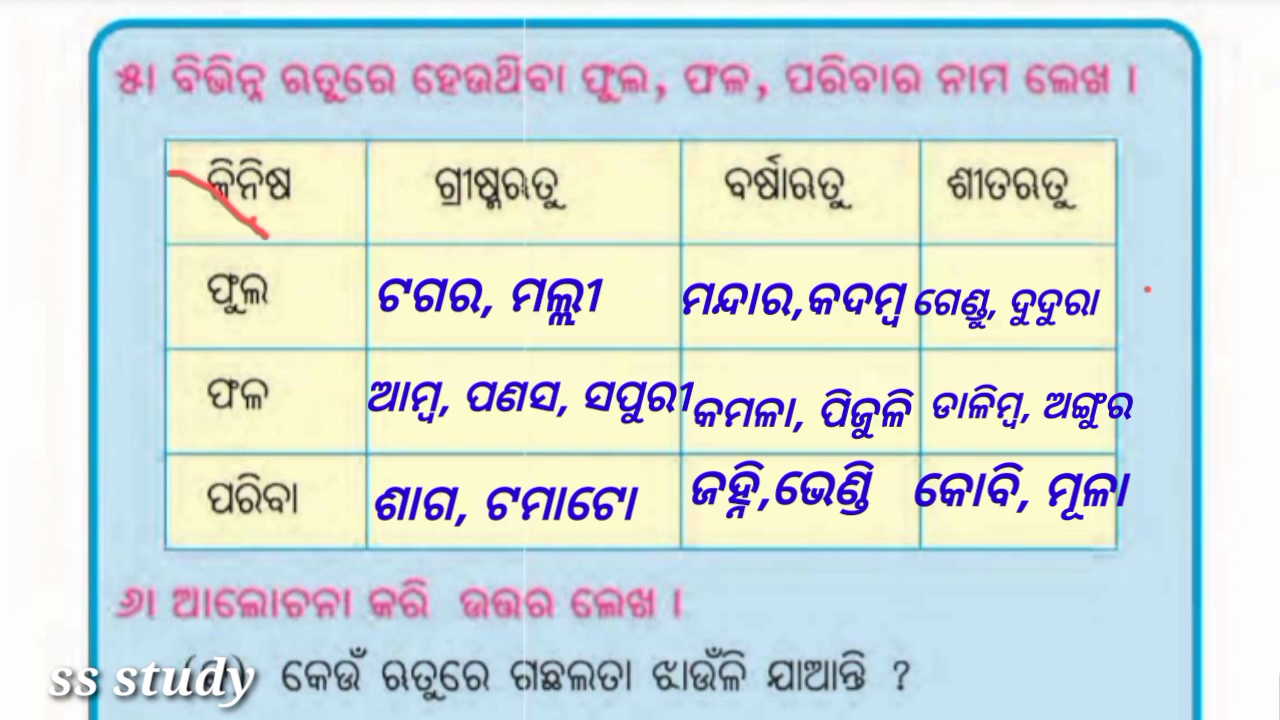 ୫। ବିଭିନ୍ନ ଋତୁରେ ହେଉଥିବା ଫୁଲ, ଫଳ, ପରିବାର ନାମ ଲେଖ ।
ଜିନିଷ ଗ୍ରୀଷ୍ମଋତୁ ବର୍ଷାଋତୁ ଶୀତଋତୁ
ଫୁଲ ଟଗର, ମଲ୍ଲୀ ମନ୍ଦାର,କଦମ୍ବ ଗେଣ୍ଡୁ, ଦୁଦୁରା
ଫଳ ଆମ୍ବ, ପଣସ, ସପୁରୀ କମଳା, ପିଜୁଳି ଡାଳିମ୍ବ, ଅଙ୍ଗୁର
ପରିବା ଶାଗ, ଟମାଟୋ ଜହ୍ନି,ଭେଣ୍ଡି କୋବି, ମୂଳା
୬। ଆଲୋଚନା କରି ଉତ୍ତର ଲେଖ ।
କେଉଁ ଋତୁରେ ଗଛଲତା ଝାଉଁଳି ଯାଆନ୍ତି ?
ss study